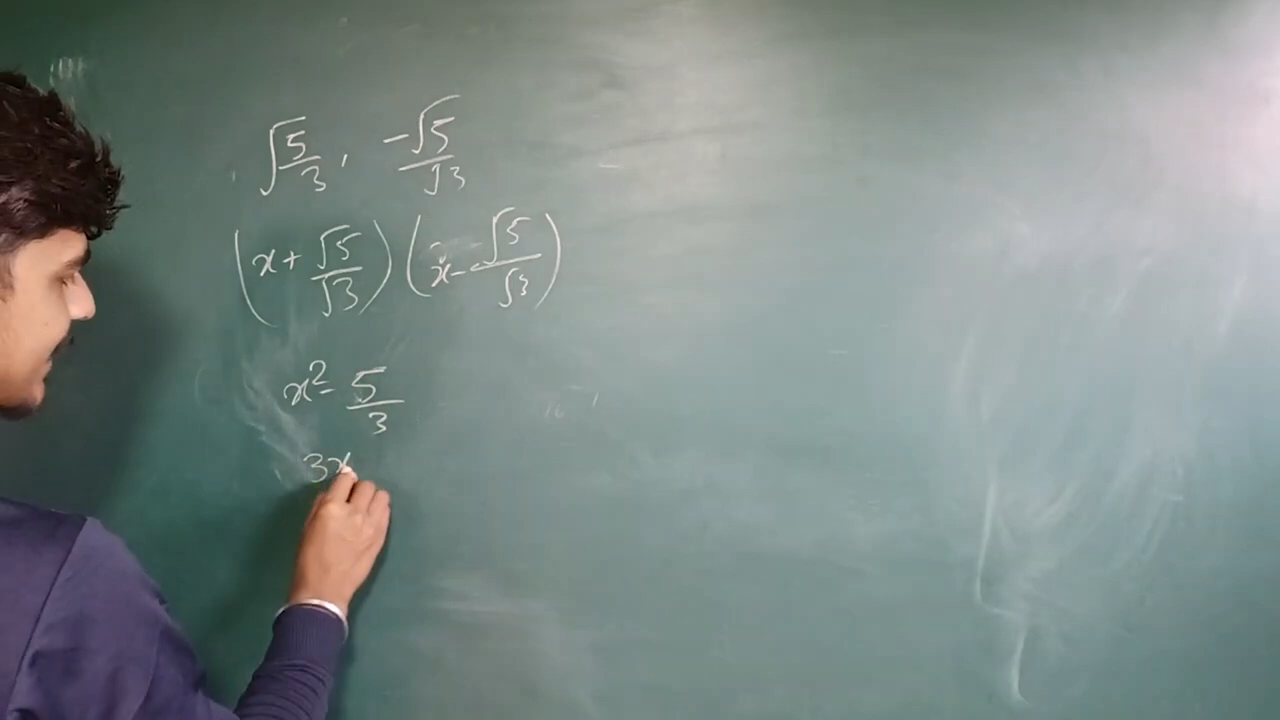 √5/3 , -√5/√3
(x + √5/√3) (x - √5/√3)
x² - 5/3
3x